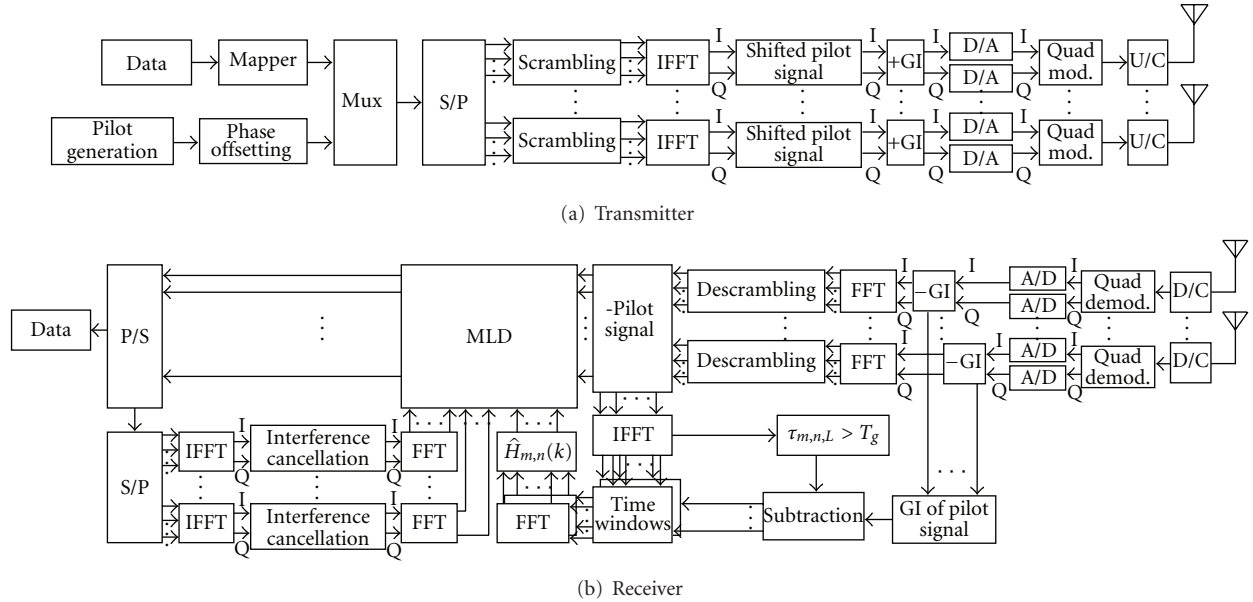 Data
Mapper
Pilot
generation
Phase
offsetting
Mux
S/P
Scrambling
IFFT
I
Q
Shifted pilot
signal
I
Q
+GI
I
Q
D/A
D/A
I
Q
Quad
mod.
U/C
Scrambling
IFFT
I
Q
Shifted pilot
signal
I
Q
+GI
I
Q
D/A
D/A
I
Q
Quad
mod.
U/C
(a) Transmitter
Data
P/S
MLD
-Pilot
signal
Descrambling
FFT
I
Q
−GI
I
Q
A/D
A/D
I
Q
Quad
demod.
D/C
Descrambling
FFT
I
Q
−GI
I
Q
A/D
A/D
I
Q
Quad
demod.
D/C
S/P
IFFT
I
Q
Interference
cancellation
I
Q
FFT
IFFT
I
Q
Interference
cancellation
I
Q
FFT
Ĥm,n(k)
FFT
IFFT
Time
windows
τm,n,L > Tg
Subtraction
GI of pilot
signal
(b) Receiver